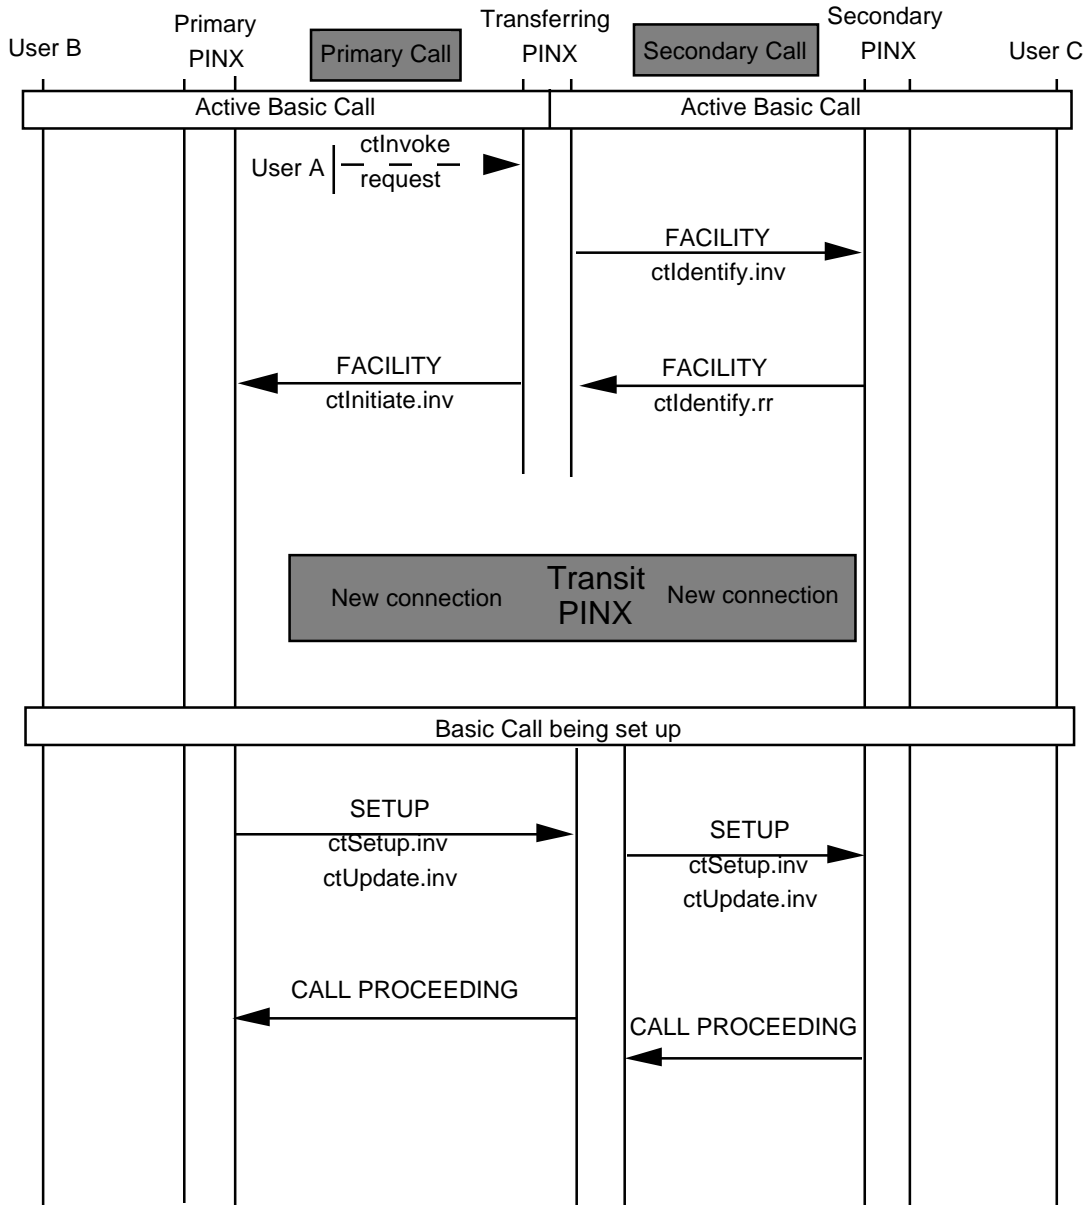 User B
Primary
PINX
Primary Call
Transferring
PINX
Secondary Call
Secondary
PINX
User C
Active Basic Call
Active Basic Call
User A
ctInvoke
request
FACILITY
ctIdentify.inv
FACILITY
ctInitiate.inv
FACILITY
ctIdentify.rr
New connection
Transit
PINX
New connection
Basic Call being set up
SETUP
ctSetup.inv
ctUpdate.inv
SETUP
ctSetup.inv
ctUpdate.inv
CALL PROCEEDING
CALL PROCEEDING